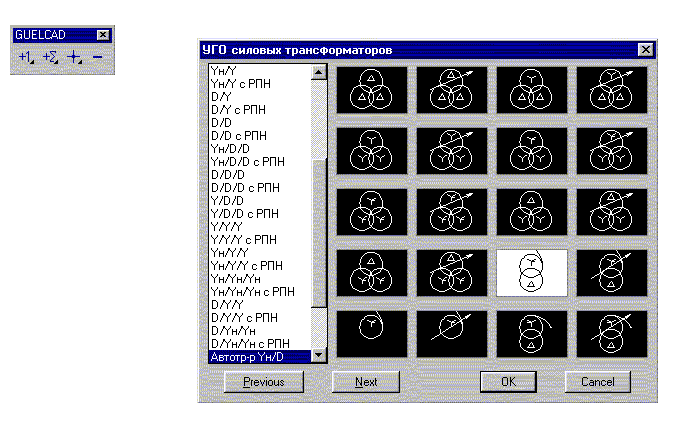 GUELCAD
+1 +Σ
УГО силовых трансформаторов
Yн/Y
Yн/Y с РПН
D/Y
D/Y с РПН
D/D
D/D с РПН
Yн/D/D
Yн/D/D с РПН
D/D/D
D/D/D с РПН
Y/D/D
Y/D/D с РПН
Y/Y/Y
Y/Y/Y с РПН
Yн/Y/Y
Yн/Y/Y с РПН
Yн/Yн/Yн
Yн/Yн/Yн с РПН
D/Y/Y
D/Y/Y с РПН
D/Yн/Yн
D/Yн/Yн с РПН
Автотр-р Yн/D
Previous
Next
OK
Cancel